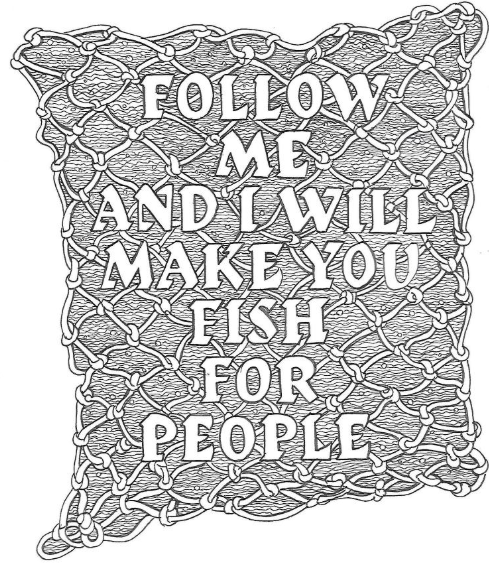 FOLLOW
ME
AND I WILL
MAKE YOU
FISH
FOR
PEOPLE